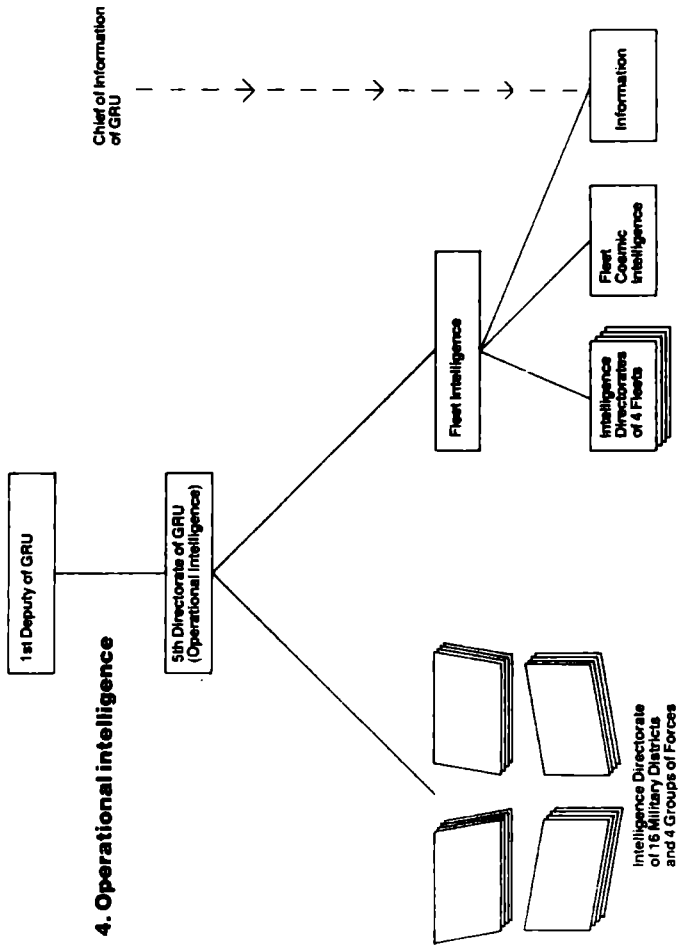 4. Operational intelligence
1st Deputy of GRU
5th Directorate of GRU
(Operational Intelligence)
Chief of Information
of GRU
Fleet Intelligence
Intelligence Directorate
of 16 Military Districts
and 4 Groups of Forces
Intelligence
Directorates
of 4 Fleets
Fleet
Cosmic
Intelligence
Information